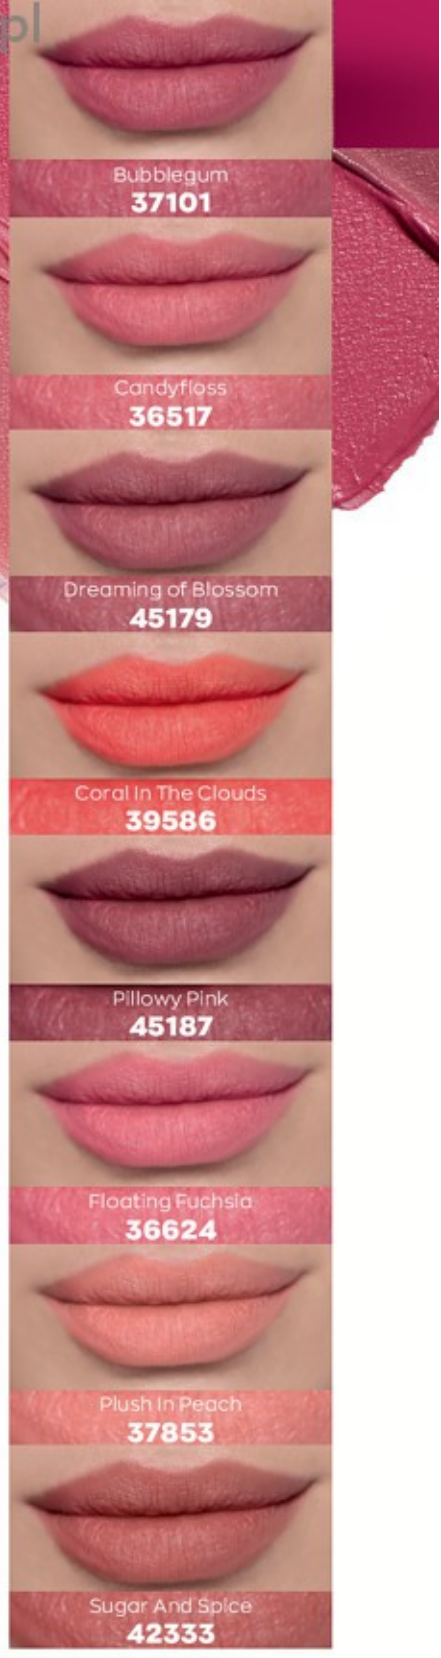 pl
Bubblegum
37101
Candyfloss
36517
Dreaming of Blossom
45179
Coral In The Clouds
39586
Pillowy Pink
45187
Floating Fuchsia
36624
Plush In Peach
37853
Sugar And Spice
42333